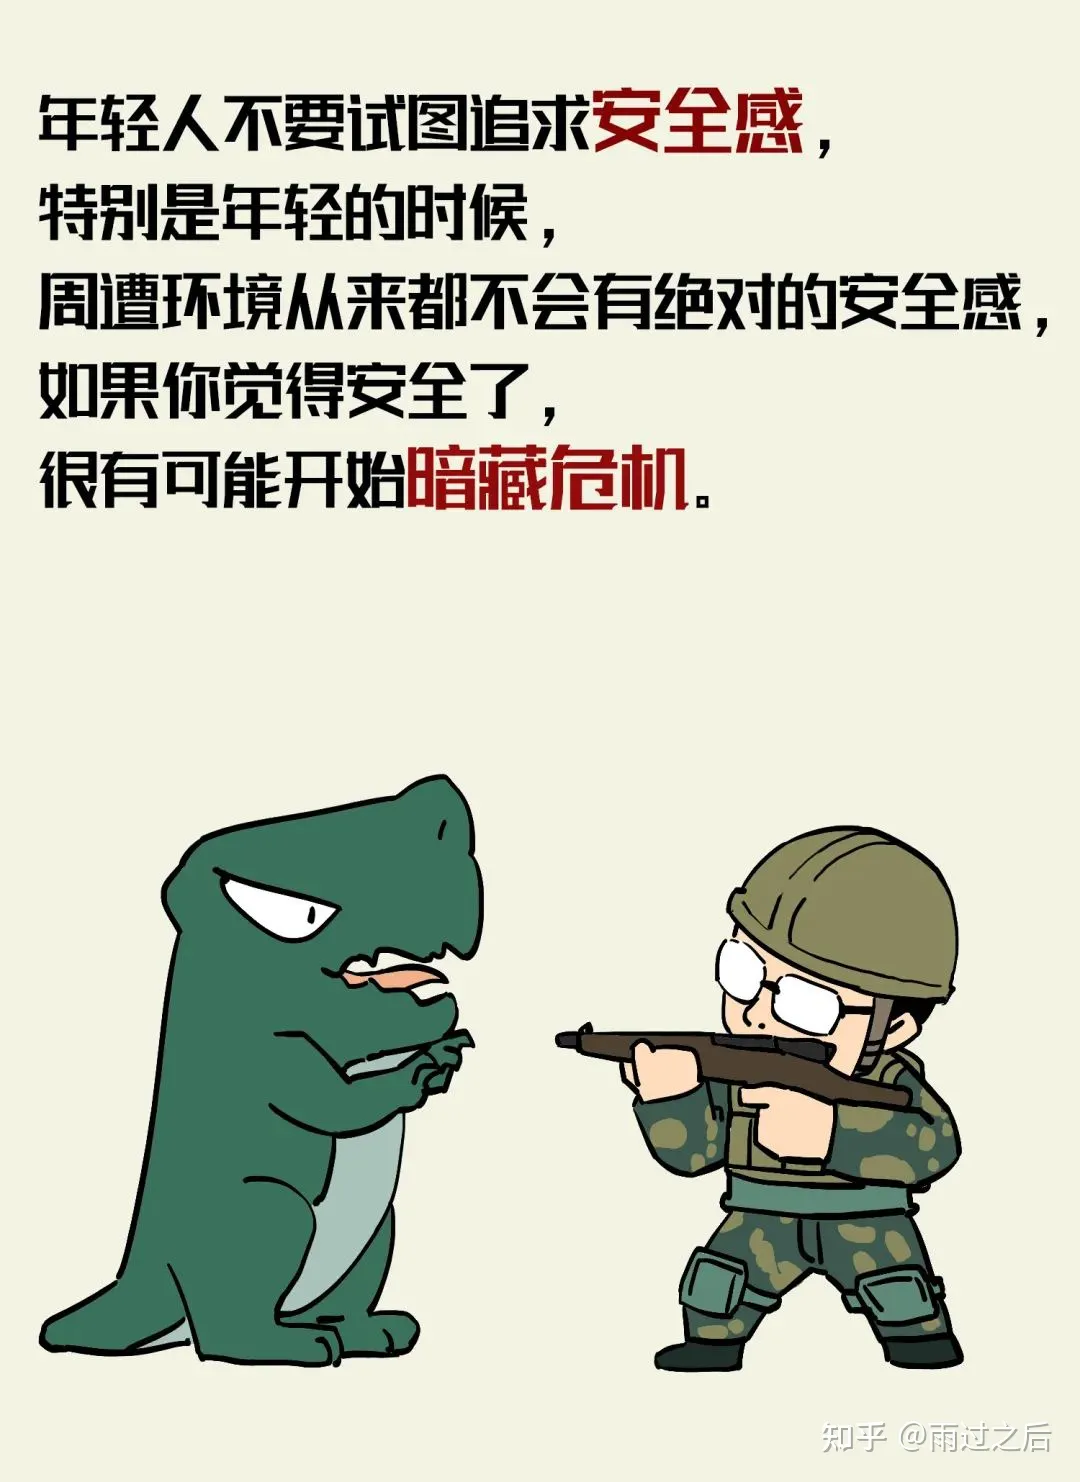 年轻人不要试图追求安全感，
特别是年轻的时候，
周遭环境从来都不会有绝对的安全感，
如果你觉得安全了，
很有可能开始暗藏危机。
知乎 @雨过之后